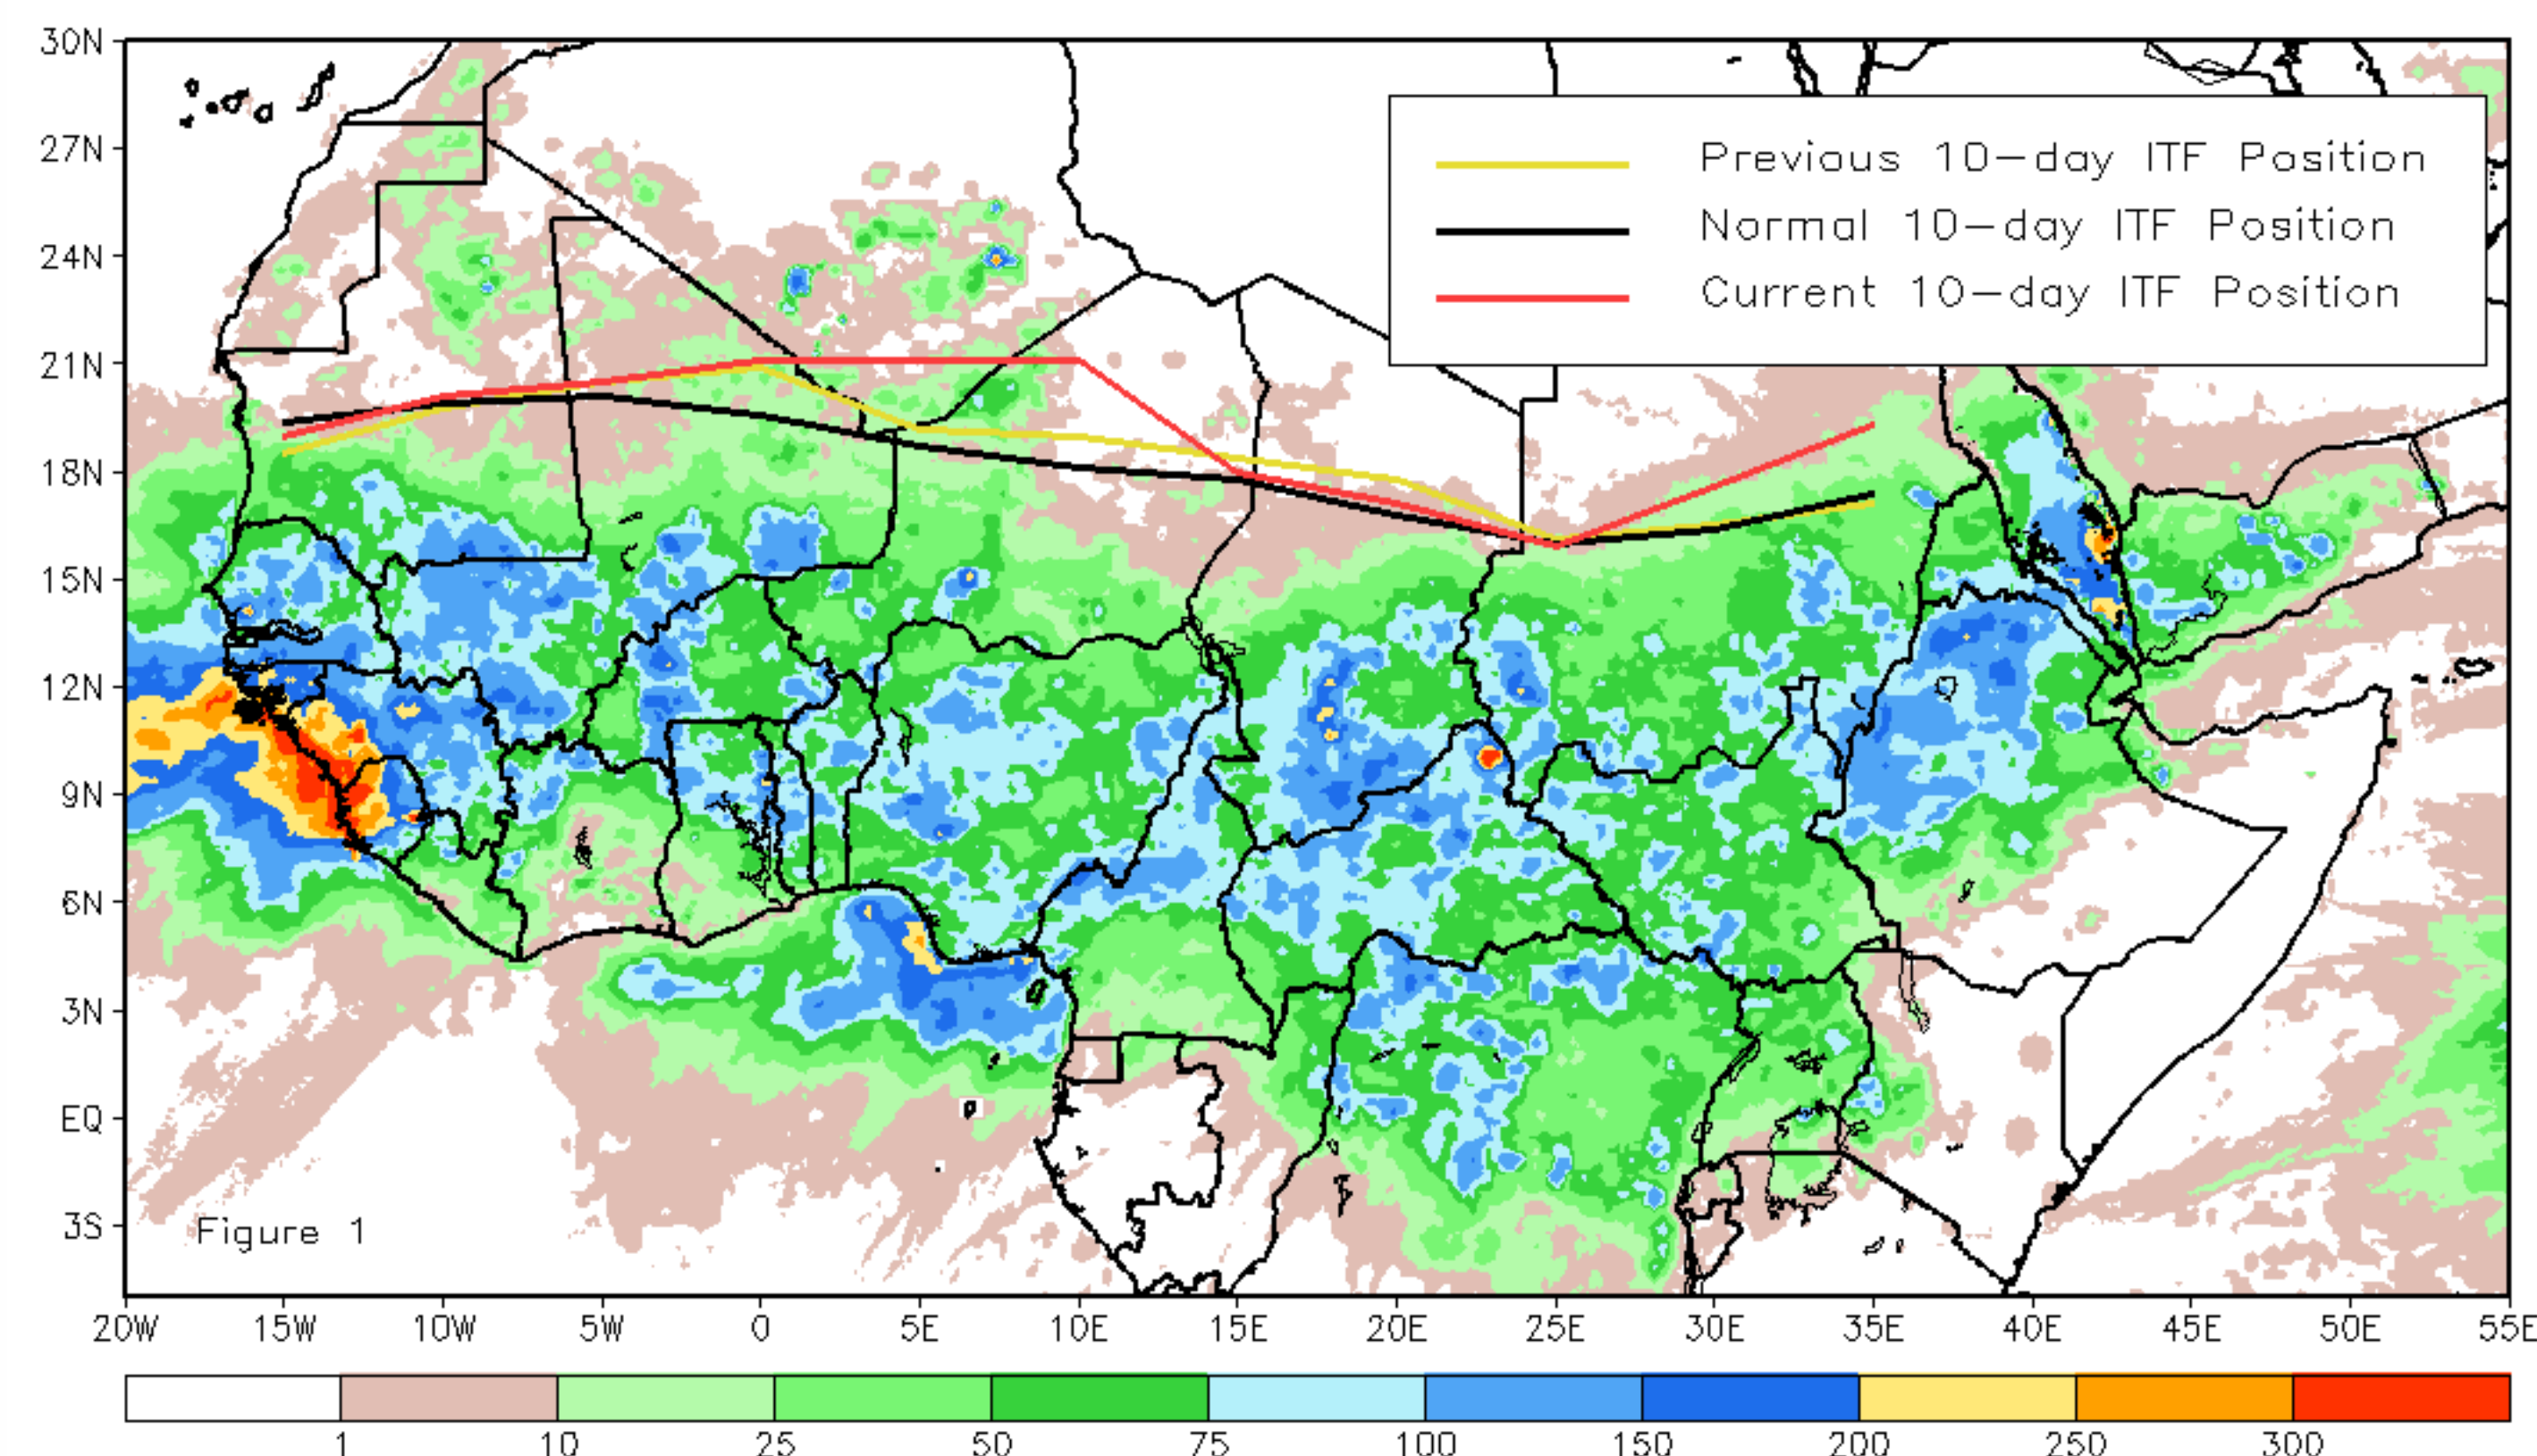 30N
27N
24N
21N
18N
15N
12N
9N
6N
3N
EQ
3S
Previous 10-day ITF Position
Normal 10-day ITF Position
Current 10-day ITF Position
Figure 1
20W 15W 10W 5W 0 5E 10E 15E 20E 25E 30E 35E 40E 45E 50E 55E
1 10 25 50 75 100 150 200 250 300